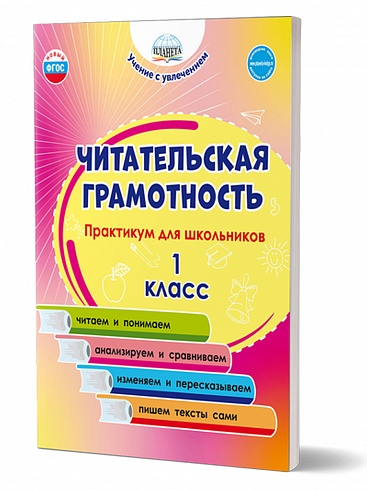 ПЛАНЕТА
Учение с увлечением
НОВЫЙ
ФГОС
ЧИТАТЕЛЬСКАЯ
ГРАМОТНОСТЬ
Практикум для школьников
1
класс
читаем и понимаем
анализируем и сравниваем
изменяем и пересказываем
пишем тексты сами